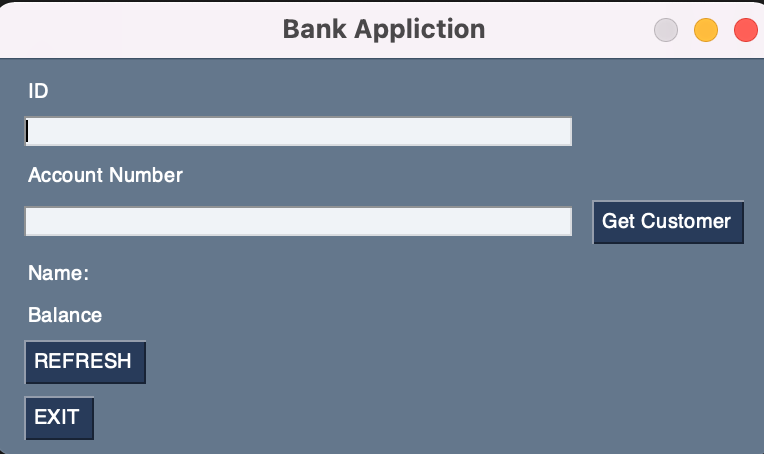 Bank Appliction
ID
Account Number
Get Customer
Name:
Balance
REFRESH
EXIT